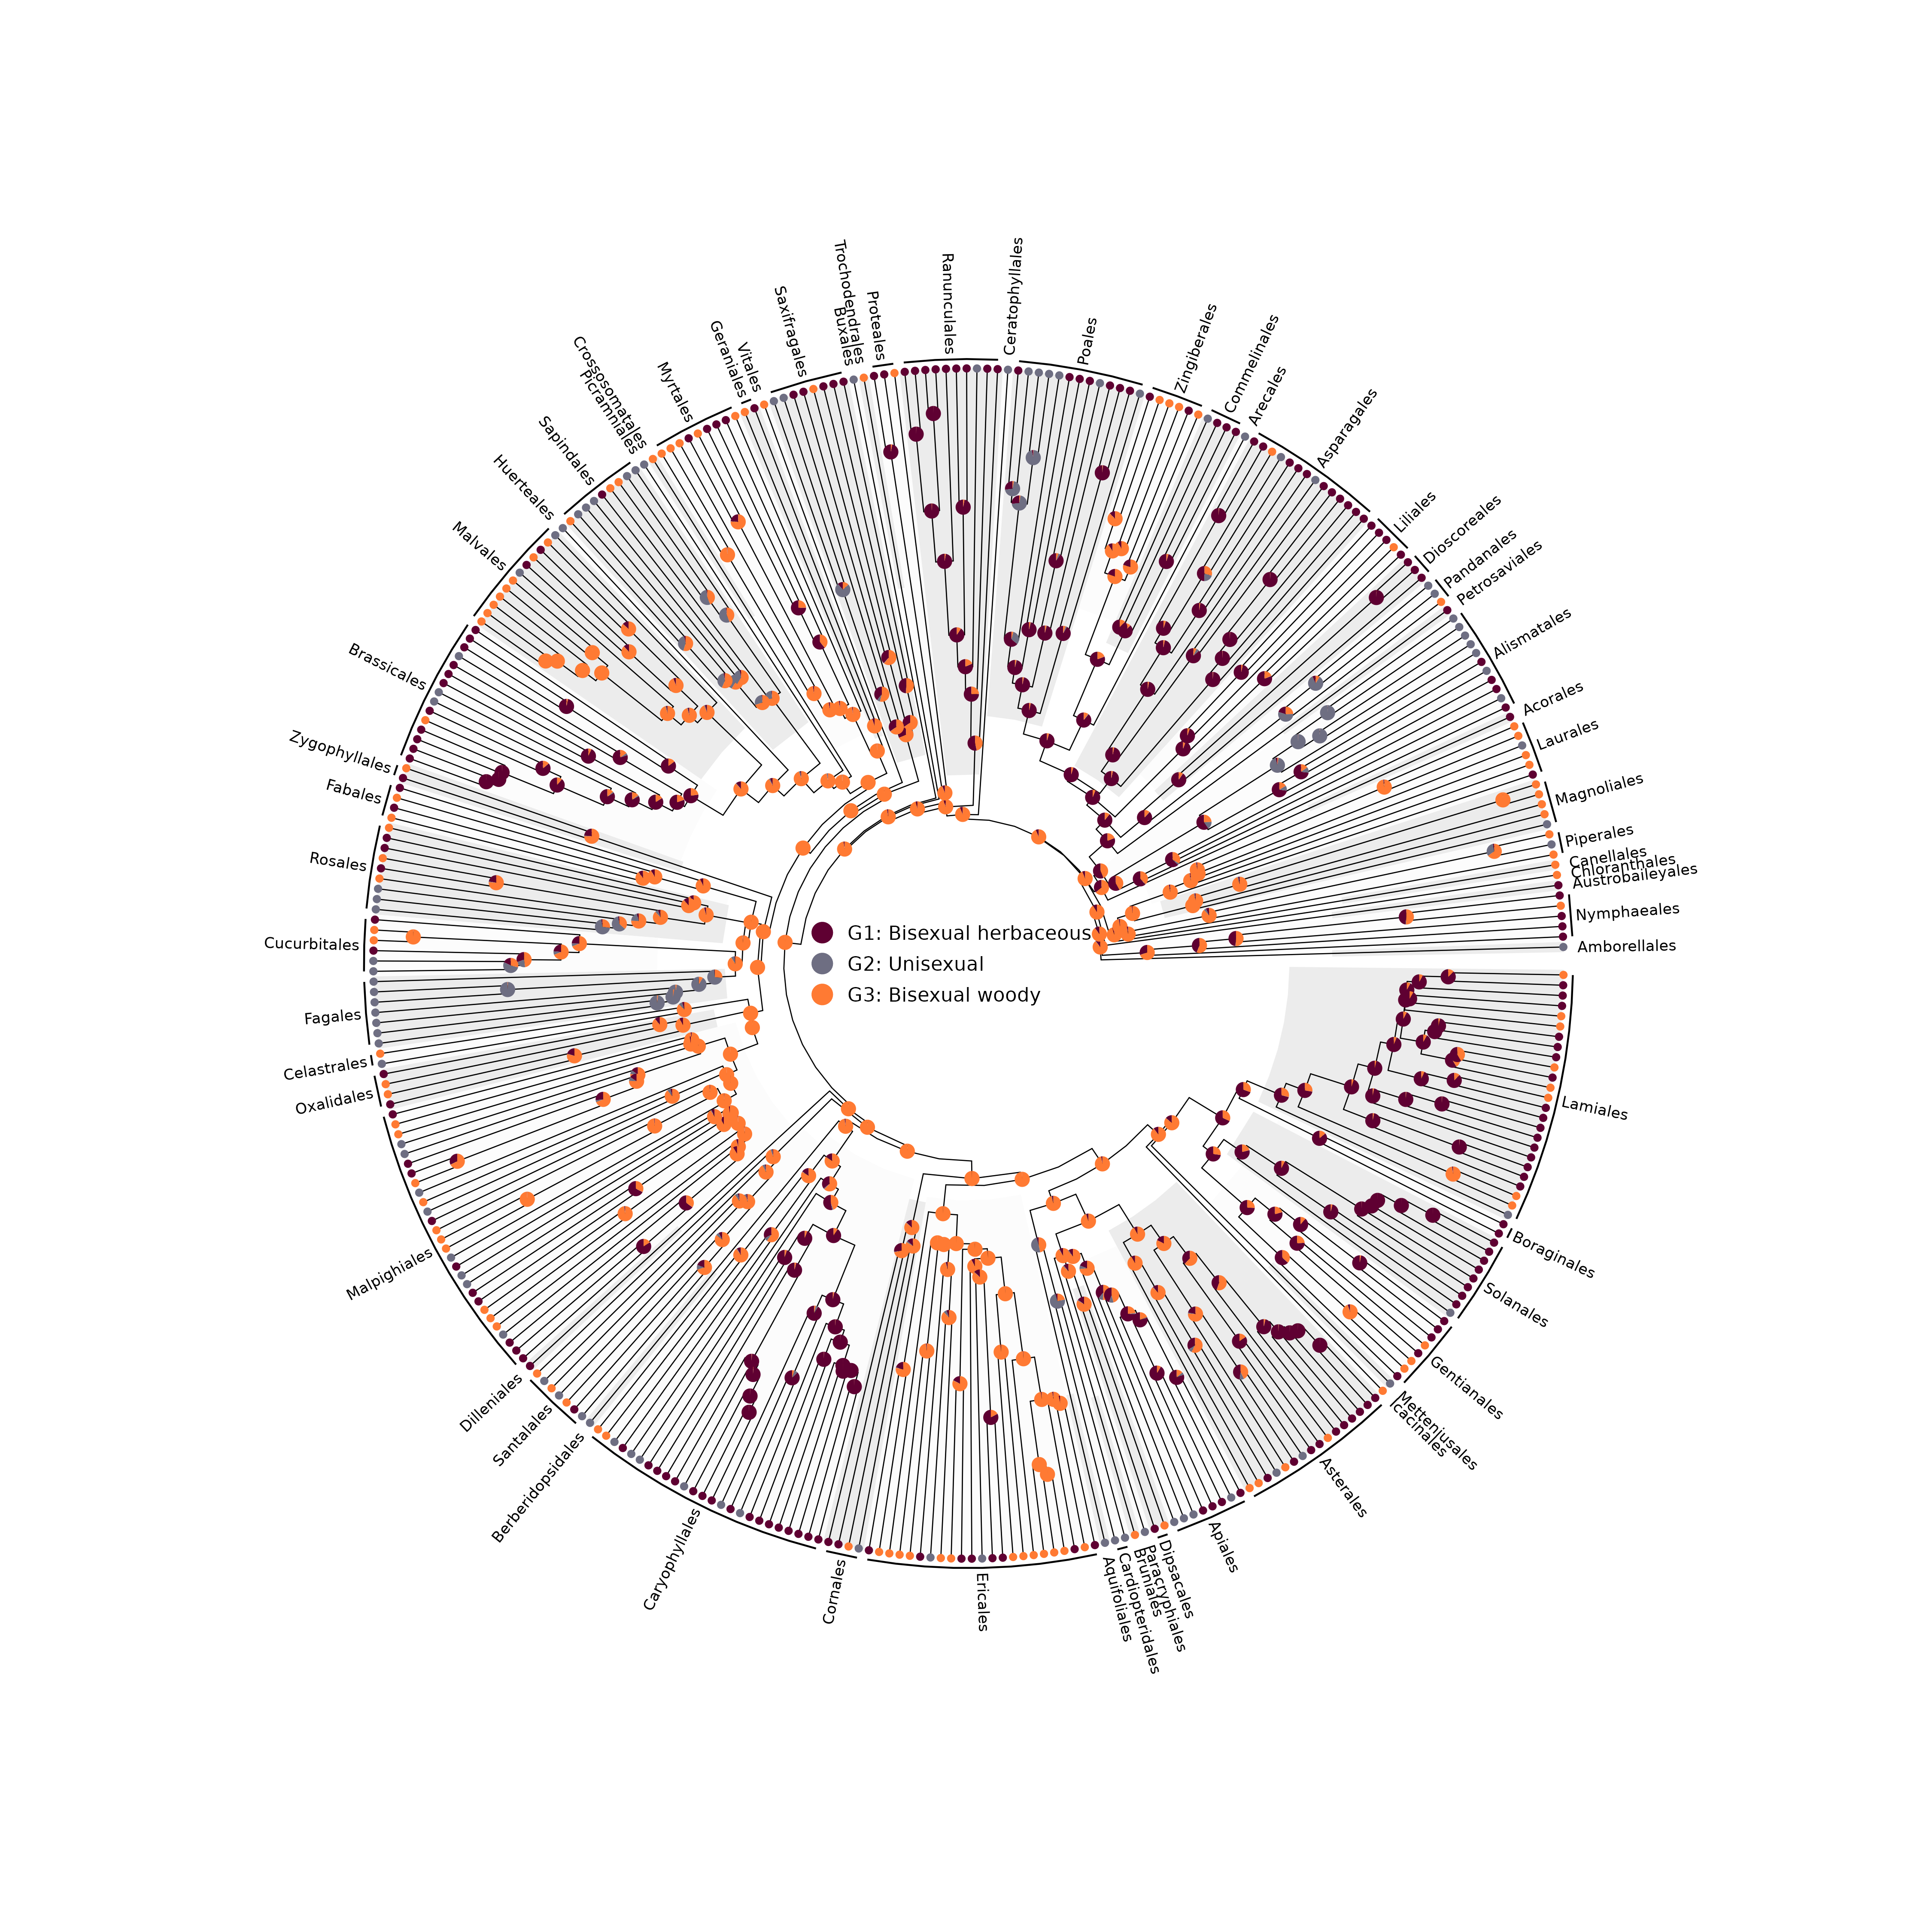 Ceratophyllales
Poales
Zingiberales
Commelinales
Arecales
Asparagales
Liliales
Dioscoreales
Pandanales
Petrosaviales
Alismatales
Acorales
Laurales
Magnoliales
Piperales
Canellales
Chloranthales
Austrobaileyales
Nymphaeales
Amborellales
Lamiales
Boraginales
Solanales
Gentianales
Mettenjusales
Icacinales
Asterales
Apiales
Dipsacales
Paracryphiales
Bruniales
Cardiopteridales
Aquifoliales
Ericales
Cornales
Caryophyllales
Berberidopsidales
Santalales
Dilleniales
Malpighiales
Oxalidales
Celastrales
Fagales
Cucurbitales
Rosales
Fabales
Zygophyllales
Brassicales
Malvales
Huerteales
Sapindales
Picramniales
Crossosomatales
Myrtales
Geraniales
Vitales
Saxifragales
Buxales
Trochodendrales
Proteales
Ranunculales
G1: Bisexual herbaceous
G2: Unisexual
G3: Bisexual woody